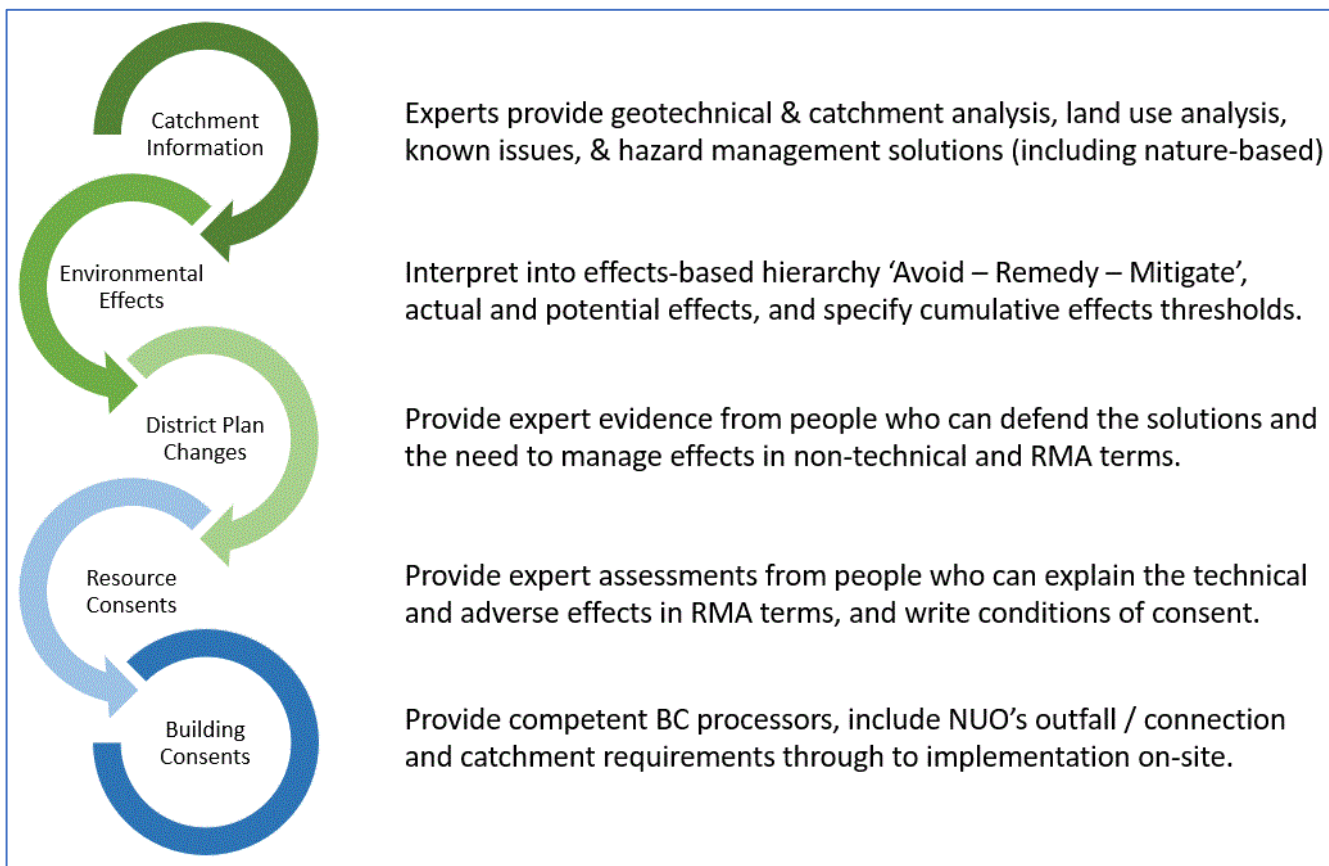 Catchment
Information
Experts provide geotechnical & catchment analysis, land use analysis,
known issues, & hazard management solutions (including nature-based)
Environmental
Effects
Interpret into effects-based hierarchy ‘Avoid – Remedy – Mitigate’,
actual and potential effects, and specify cumulative effects thresholds.
District Plan
Changes
Provide expert evidence from people who can defend the solutions and
the need to manage effects in non-technical and RMA terms.
Resource
Consents
Provide expert assessments from people who can explain the technical
and adverse effects in RMA terms, and write conditions of consent.
Building
Consents
Provide competent BC processors, include NUO’s outfall / connection
and catchment requirements through to implementation on-site.